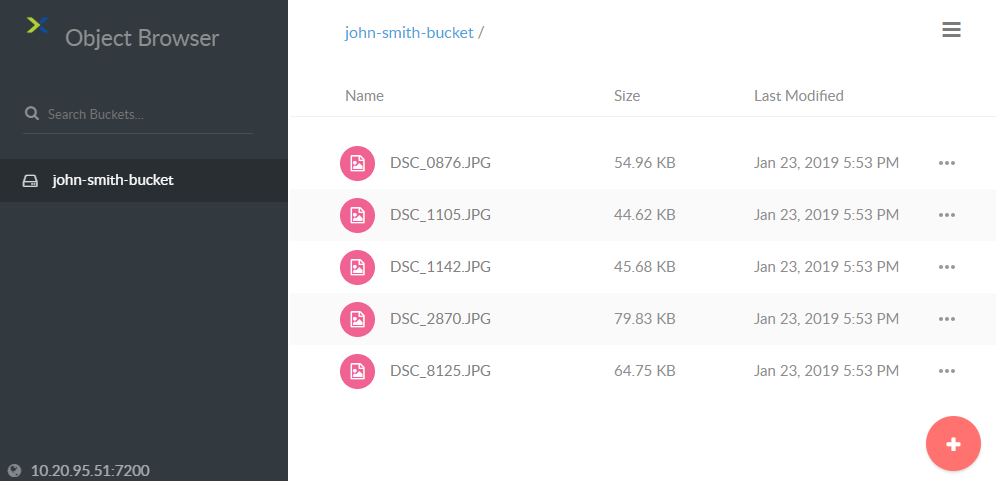 Object Browser
Search Buckets...
john-smith-bucket
10.20.95.51:7200
john-smith-bucket /
Name Size Last Modified
DSC_0876.JPG 54.96 KB Jan 23, 2019 5:53 PM
DSC_1105.JPG 44.62 KB Jan 23, 2019 5:53 PM
DSC_1142.JPG 45.68 KB Jan 23, 2019 5:53 PM
DSC_2870.JPG 79.83 KB Jan 23, 2019 5:53 PM
DSC_8125.JPG 64.75 KB Jan 23, 2019 5:53 PM